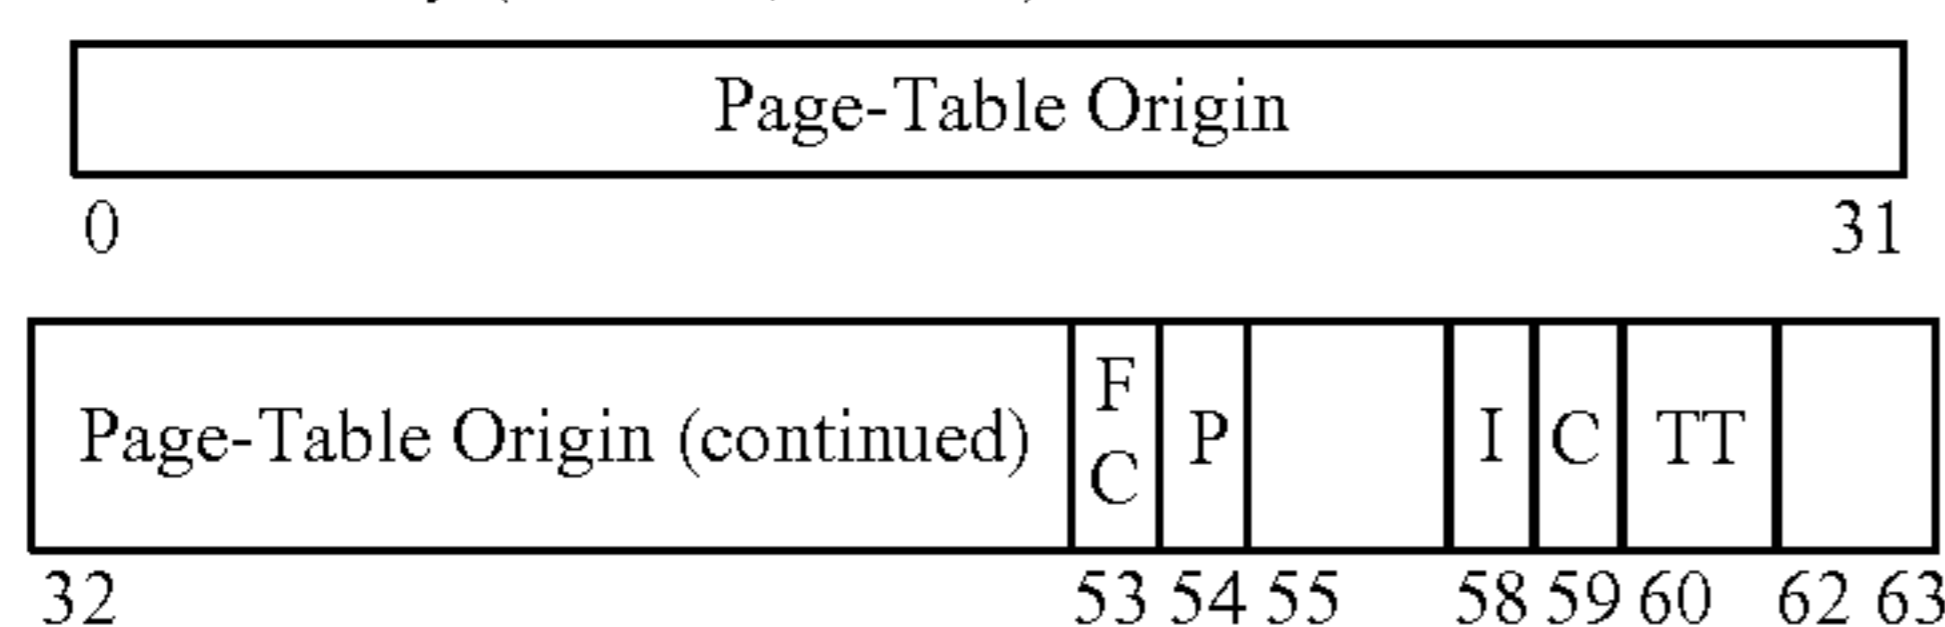 Page-Table Origin
0 31
Page-Table Origin (continued) F C P I C TT
32 53 54 55 58 59 60 62 63